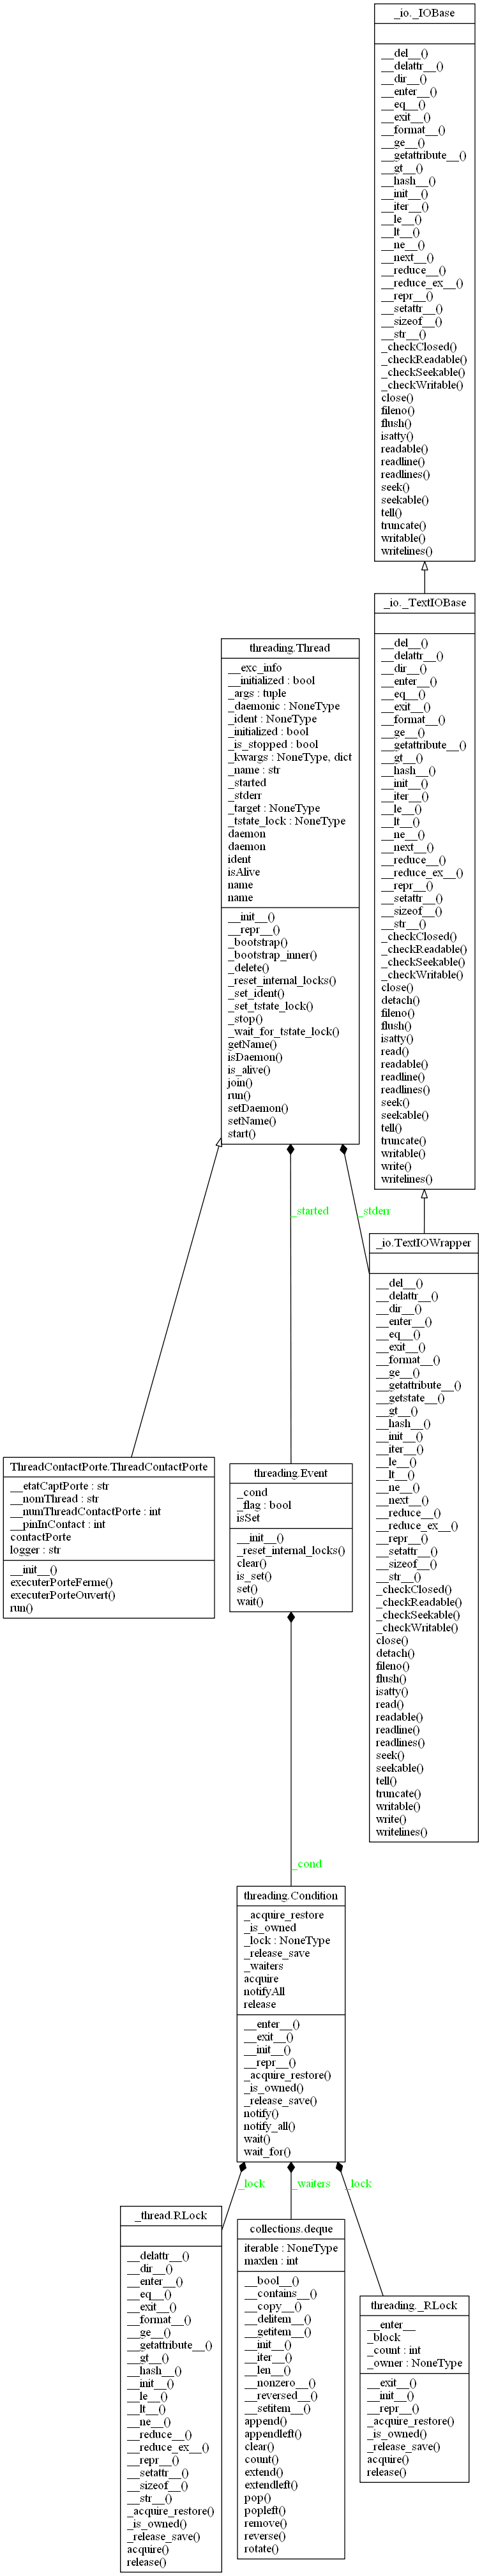 _io._IOBase
__del__()
__delattr__()
__dir__()
__enter__()
__eq__()
__exit__()
__format__()
__ge__()
__getattribute__()
__gt__()
__hash__()
__init__()
__iter__()
__le__()
__lt__()
__ne__()
__next__()
__reduce__()
__reduce_ex__()
__repr__()
__setattr__()
__sizeof__()
__str__()
_checkClosed()
_checkReadable()
_checkSeekable()
_checkWritable()
close()
fileno()
flush()
isatty()
readable()
readline()
readlines()
seek()
seekable()
tell()
truncate()
writable()
writelines()
_io._TextIOBase
__del__()
__delattr__()
__dir__()
__enter__()
__eq__()
__exit__()
__format__()
__ge__()
__getattribute__()
__gt__()
__hash__()
__init__()
__iter__()
__le__()
__lt__()
__ne__()
__next__()
__reduce__()
__reduce_ex__()
__repr__()
__setattr__()
__sizeof__()
__str__()
_checkClosed()
_checkReadable()
_checkSeekable()
_checkWritable()
close()
detach()
fileno()
flush()
isatty()
read()
readable()
readline()
readlines()
seek()
seekable()
tell()
truncate()
writable()
write()
writelines()
threading.Thread
__exc_info
__initialized : bool
_args : tuple
_daemonic : NoneType
_ident : NoneType
_initialized : bool
_is_stopped : bool
_kwargs : NoneType, dict
_name : str
_started
_stderr
_target : NoneType
_tstate_lock : NoneType
daemon
daemon
ident
isAlive
name
name
__init__()
__repr__()
_bootstrap()
_bootstrap_inner()
_delete()
_reset_internal_locks()
_set_ident()
_set_tstate_lock()
_stop()
_wait_for_tstate_lock()
getName()
isDaemon()
is_alive()
join()
run()
setDaemon()
setName()
start()
_started
_stderr
_io.TextIOWrapper
__del__()
__delattr__()
__dir__()
__enter__()
__eq__()
__exit__()
__format__()
__ge__()
__getattribute__()
__getstate__()
__gt__()
__hash__()
__init__()
__iter__()
__le__()
__lt__()
__ne__()
__next__()
__reduce__()
__reduce_ex__()
__repr__()
__setattr__()
__sizeof__()
__str__()
_checkClosed()
_checkReadable()
_checkSeekable()
_checkWritable()
close()
detach()
fileno()
flush()
isatty()
read()
readable()
readline()
readlines()
seek()
seekable()
tell()
truncate()
writable()
write()
writelines()
ThreadContactPorte.ThreadContactPorte
__etatCaptPorte : str
__nomThread : str
__numThreadContactPorte : int
__pinInContact : int
contactPorte
logger : str
__init__()
executerPorteFerme()
executerPorteOuvert()
run()
threading.Event
_cond
_flag : bool
isSet
__init__()
_reset_internal_locks()
clear()
is_set()
set()
wait()
_cond
threading.Condition
_acquire_restore
_is_owned
_lock : NoneType
_release_save
_waiters
acquire
notifyAll
release
__enter__()
__exit__()
__init__()
__repr__()
_acquire_restore()
_is_owned()
_release_save()
notify()
notify_all()
wait()
wait_for()
_lock
_waiters
_lock
_thread.RLock
__delattr__()
__dir__()
__enter__()
__eq__()
__exit__()
__format__()
__ge__()
__getattribute__()
__gt__()
__hash__()
__init__()
__le__()
__lt__()
__ne__()
__reduce__()
__reduce_ex__()
__repr__()
__setattr__()
__sizeof__()
__str__()
_acquire_restore()
_is_owned()
_release_save()
acquire()
release()
collections.deque
iterable : NoneType
maxlen : int
__bool__()
__contains__()
__copy__()
__delitem__()
__getitem__()
__init__()
__iter__()
__len__()
__nonzero__()
__reversed__()
__setitem__()
append()
appendleft()
clear()
count()
extend()
extendleft()
pop()
popleft()
remove()
reverse()
rotate()
threading._RLock
__enter__
_block
_count : int
_owner : NoneType
__exit__()
__init__()
__repr__()
_acquire_restore()
_is_owned()
_release_save()
acquire()
release()